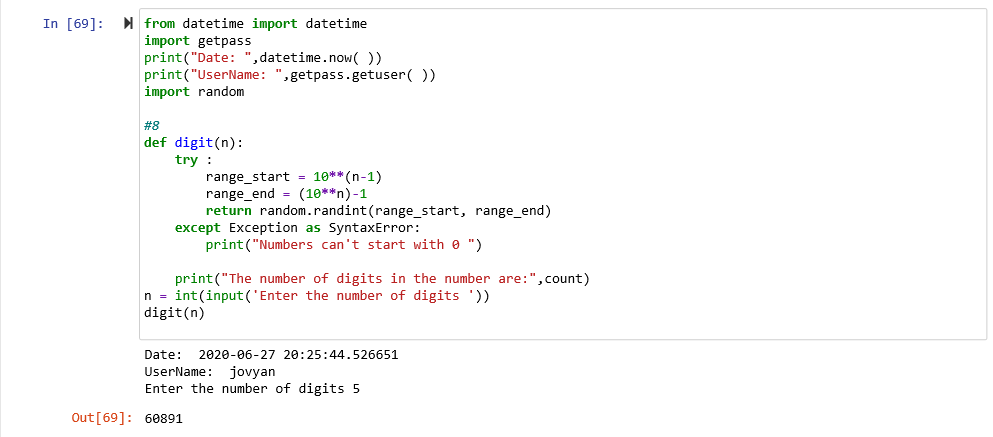 In [69]:
from datetime import datetime
import getpass
print("Date: ",datetime.now( ))
print("UserName: ",getpass.getuser( ))
import random

#8
def digit(n):
    try :
        range_start = 10**(n-1)
        range_end = (10**n)-1
        return random.randint(range_start, range_end)
    except Exception as SyntaxError:
        print("Numbers can't start with 0 ")

    print("The number of digits in the number are:",count)
n = int(input('Enter the number of digits '))
digit(n)

Date:  2020-06-27 20:25:44.526651
UserName:  jovyan
Enter the number of digits 5
Out[69]: 60891